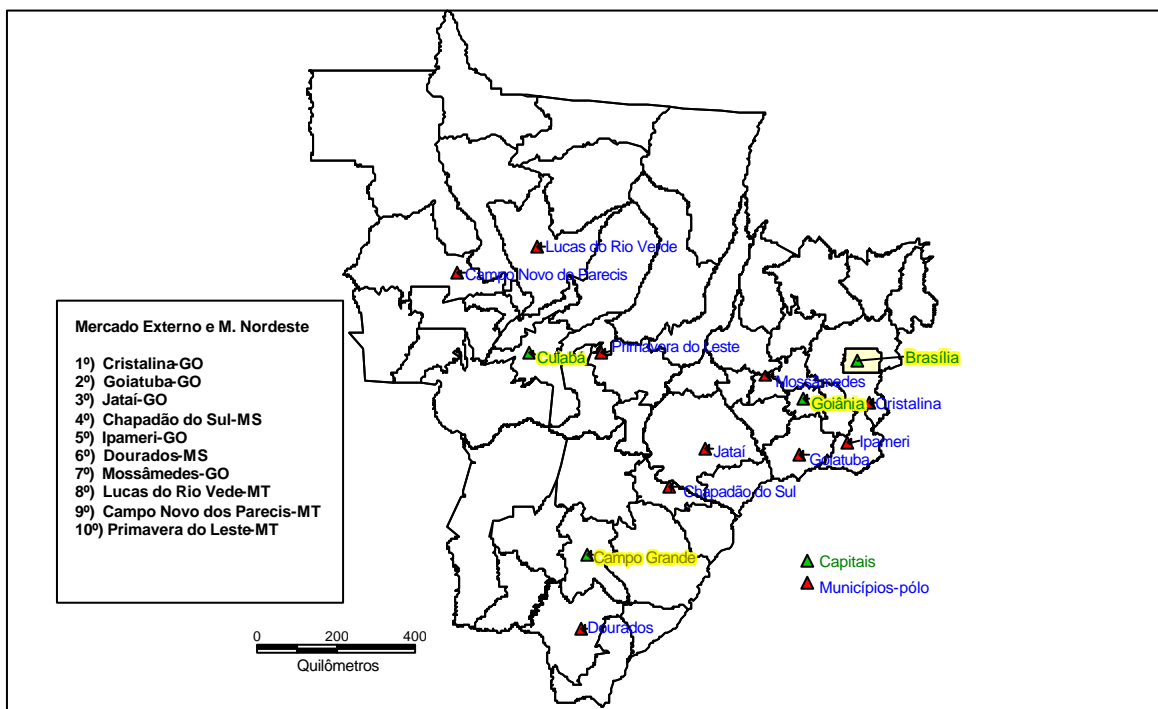 Lucas do Rio Verde
Campo Novo do Parecis
Mercado Externo e M. Nordeste
1º) Cristalina-GO
2º) Goiatuba-GO
3º) Jataí-GO
4º) Chapadão do Sul-MS
5º) Ipameri-GO
6º) Dourados-MS
7º) Mossâmedes-GO
8º) Lucas do Rio Vede-MT
9º) Campo Novo dos Parecis-MT
10º) Primavera do Leste-MT
Primavera do Leste
Cuiabá
Brasília
Mossâmedes
Goiânia
Cristalina
Ipameri
Jataí
Goiatuba
Chapadão do Sul
Campo Grande
Capitais
Municípios-pólo
Dourados
0 200 400
Quilômetros